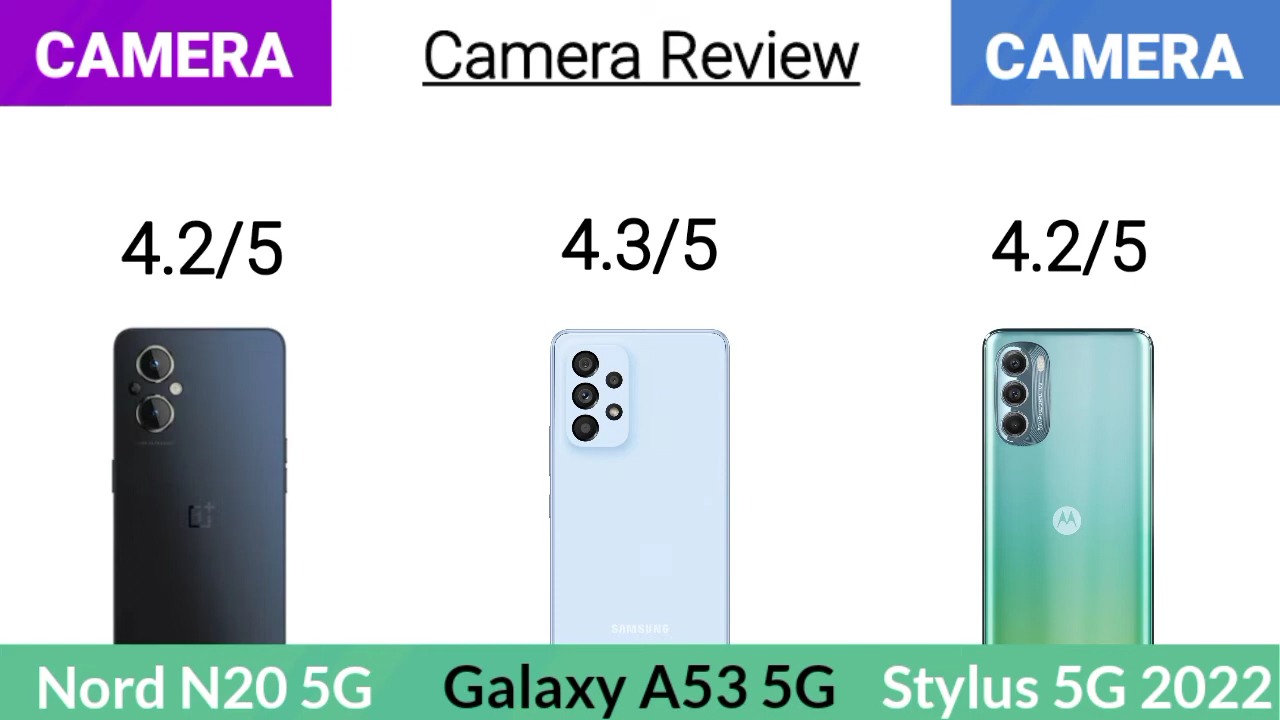 CAMERA
Camera Review
CAMERA
4.2/5
4.3/5
4.2/5
SAMSUNG
Nord N20 5G
Galaxy A53 5G
Stylus 5G 2022